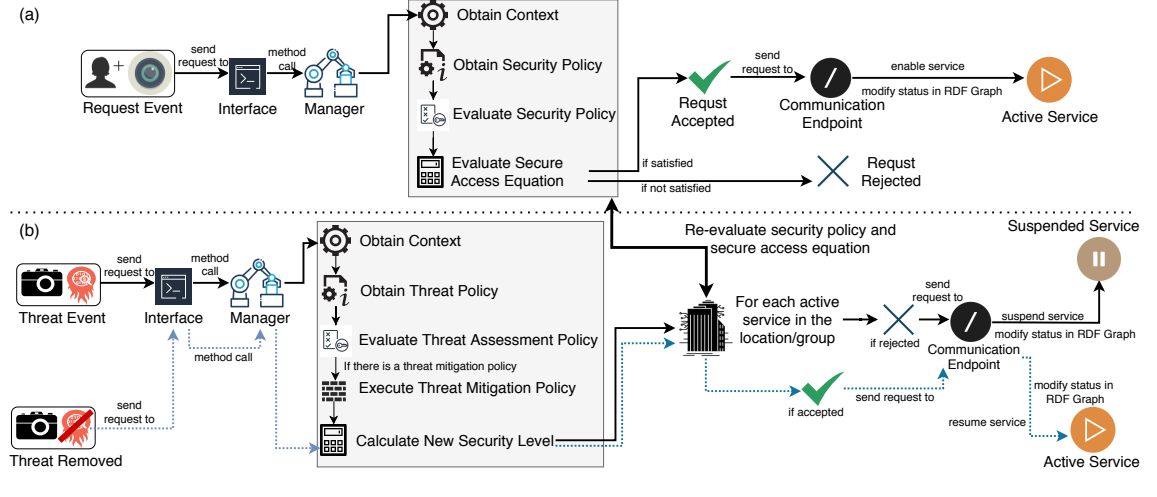 (a)
Obtain Context
Obtain Security Policy
Evaluate Security Policy
Evaluate Secure
Access Equation
+
Request Event
send
request to
Interface
method
call
Manager
if satisfied
if not satisfied
Requst
Accepted
send
request to
/
Communication
Endpoint
enable service
modify status in RDF Graph
Active Service
Requst
Rejected
(b)
Obtain Context
Obtain Threat Policy
Evaluate Threat Assessment Policy
If there is a threat mitigation policy
Execute Threat Mitigation Policy
Calculate New Security Level
Threat Event
send
request to
Interface
method
call
Manager
method call
send
request to
Threat Removed
Re-evaluate security policy and
secure access equation
For each active
service in the
location/group
if rejected
send
request to
/
Communication
Endpoint
suspend service
modify status in RDF Graph
Suspended Service
if accepted
send request to
modify status in
RDF Graph
resume service
Active Service